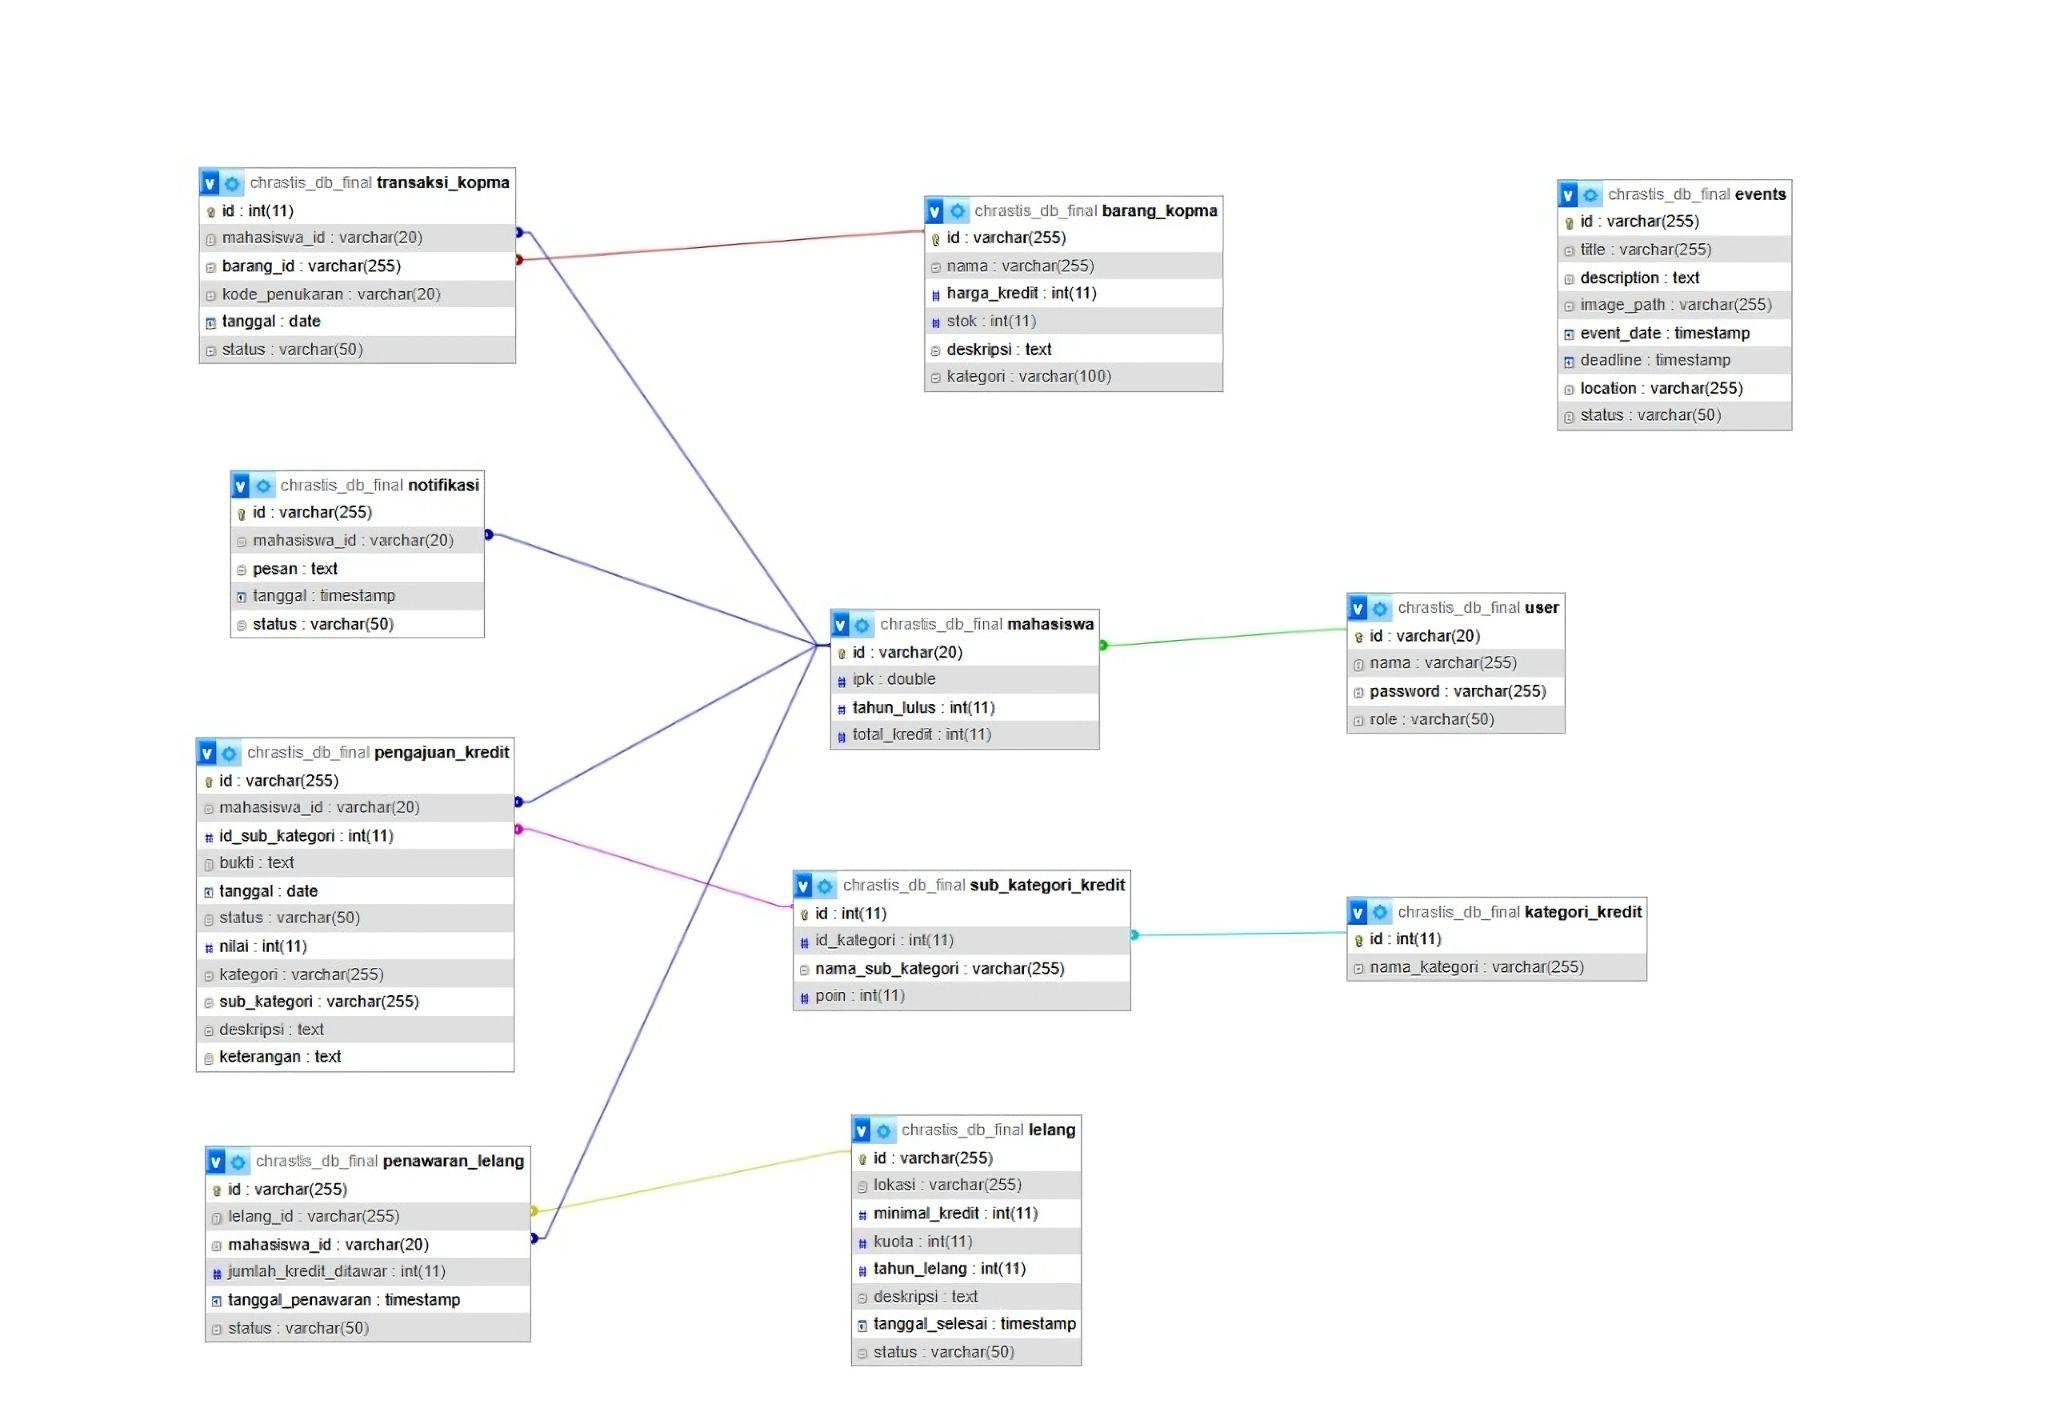 chrastis_db_final transaksi_kopma
id : int(11)
mahasiswa_id : varchar(20)
barang_id : varchar(255)
kode_penukaran : varchar(20)
tanggal : date
status : varchar(50)
chrastis_db_final barang_kopma
id : varchar(255)
nama : varchar(255)
harga_kredit : int(11)
stok : int(11)
deskripsi : text
kategori : varchar(100)
chrastis_db_final events
id : varchar(255)
title : varchar(255)
description : text
image_path : varchar(255)
event_date : timestamp
deadline : timestamp
location : varchar(255)
status : varchar(50)
chrastis_db_final notifikasi
id : varchar(255)
mahasiswa_id : varchar(20)
pesan : text
tanggal : timestamp
status : varchar(50)
chrastis_db_final mahasiswa
id : varchar(20)
ipk : double
tahun_lulus : int(11)
total_kredit : int(11)
chrastis_db_final user
id : varchar(20)
nama : varchar(255)
password : varchar(255)
role : varchar(50)
chrastis_db_final pengajuan_kredit
id : varchar(255)
mahasiswa_id : varchar(20)
id_sub_kategori : int(11)
bukti : text
tanggal : date
status : varchar(50)
nilai : int(11)
kategori : varchar(255)
sub_kategori : varchar(255)
deskripsi : text
keterangan : text
chrastis_db_final sub_kategori_kredit
id : int(11)
id_kategori : int(11)
nama_sub_kategori : varchar(255)
poin : int(11)
chrastis_db_final kategori_kredit
id : int(11)
nama_kategori : varchar(255)
chrastis_db_final penawaran_lelang
id : varchar(255)
lelang_id : varchar(255)
mahasiswa_id : varchar(20)
jumlah_kredit_ditawar : int(11)
tanggal_penawaran : timestamp
status : varchar(50)
chrastis_db_final lelang
id : varchar(255)
lokasi : varchar(255)
minimal_kredit : int(11)
kuota : int(11)
tahun_lelang : int(11)
deskripsi : text
tanggal_selesai : timestamp
status : varchar(50)